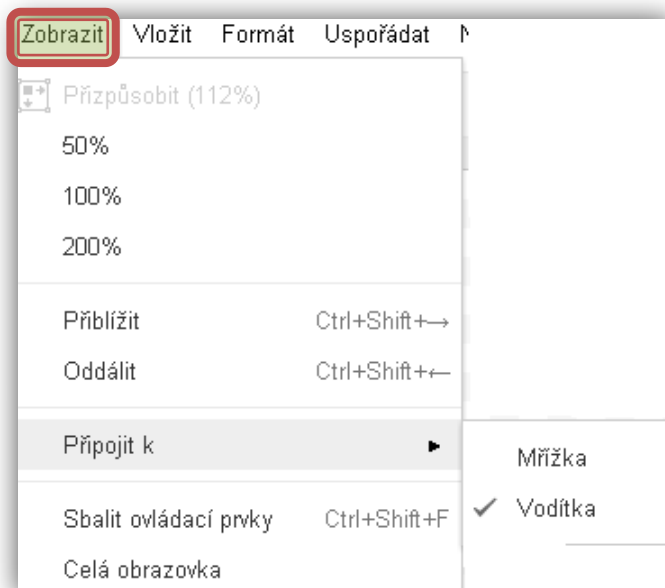 Zobrazit Vložit Formát Uspořádat
Přizpůsobit (112%)
50%
100%
200%
Přiblížit Ctrl+Shift+→
Oddálit Ctrl+Shift+←
Připojit k ►
Mřížka
✓ Vodítka
Sbalit ovládací prvky Ctrl+Shift+F
Celá obrazovka